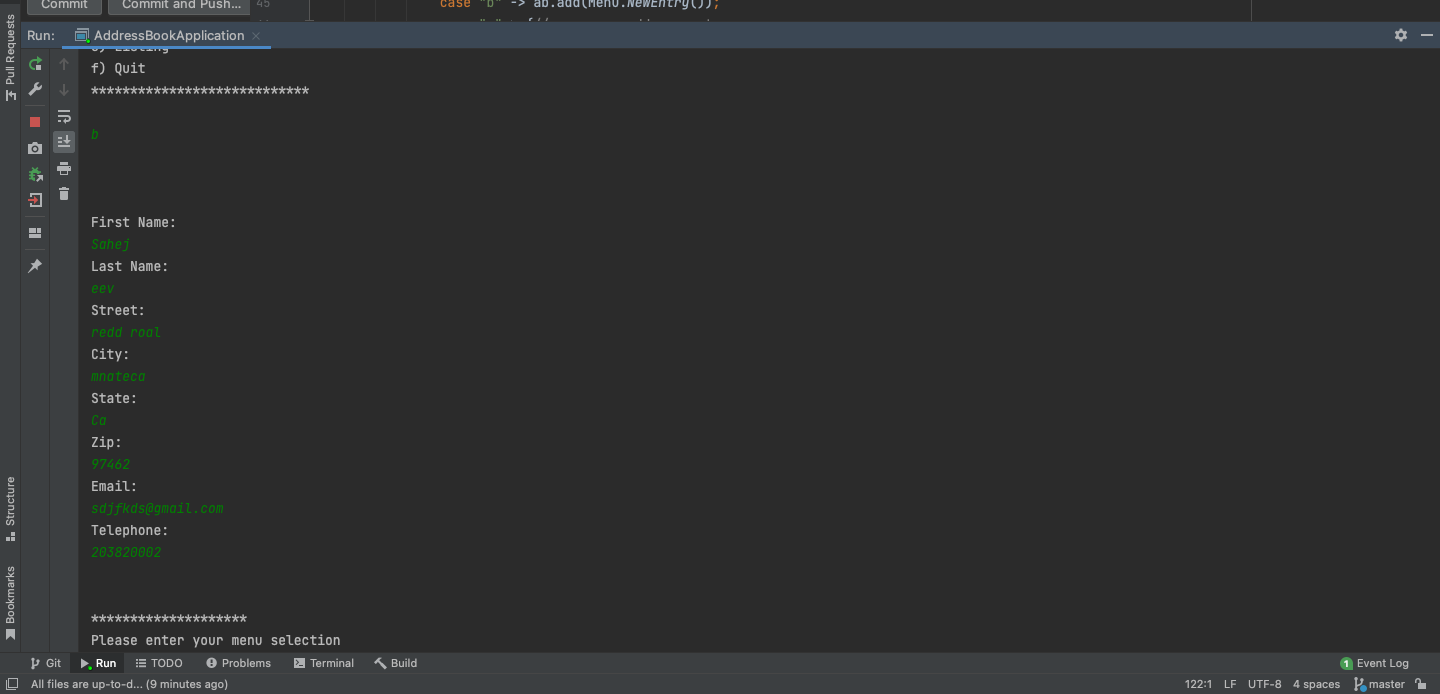 Commit
Commit and Push...
45
case "b" -> ab.add(Menu.NewEntry());
Pull Requests
Run:
AddressBookApplication
e) Listing
f) Quit
****************************
b
First Name:
Sahej
Last Name:
eev
Street:
redd roal
City:
mnateca
State:
Ca
Zip:
97462
Email:
sdjfkds@gmail.com
Telephone:
203820002
********************
Please enter your menu selection
Structure
Bookmarks
Git
Run
TODO
Problems
Terminal
Build
1 Event Log
All files are up-to-d... (9 minutes ago)
122:1 LF UTF-8 4 spaces master